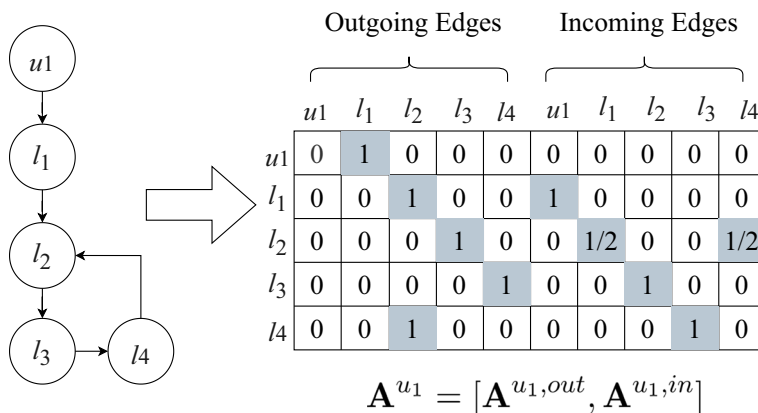 Outgoing Edges Incoming Edges
u1 l1 l2 l3 l4 u1 l1 l2 l3 l4
u1 0 1 0 0 0 0 0 0 0 0
l1 0 0 1 0 0 1 0 0 0 0
l2 0 0 0 1 0 0 1/2 0 0 1/2
l3 0 0 0 0 1 0 0 1 0 0
l4 0 0 1 0 0 0 0 0 1 0
u1
l1
l2
l3 l4
A^{u_1} = [A^{u_1,out}, A^{u_1,in}]